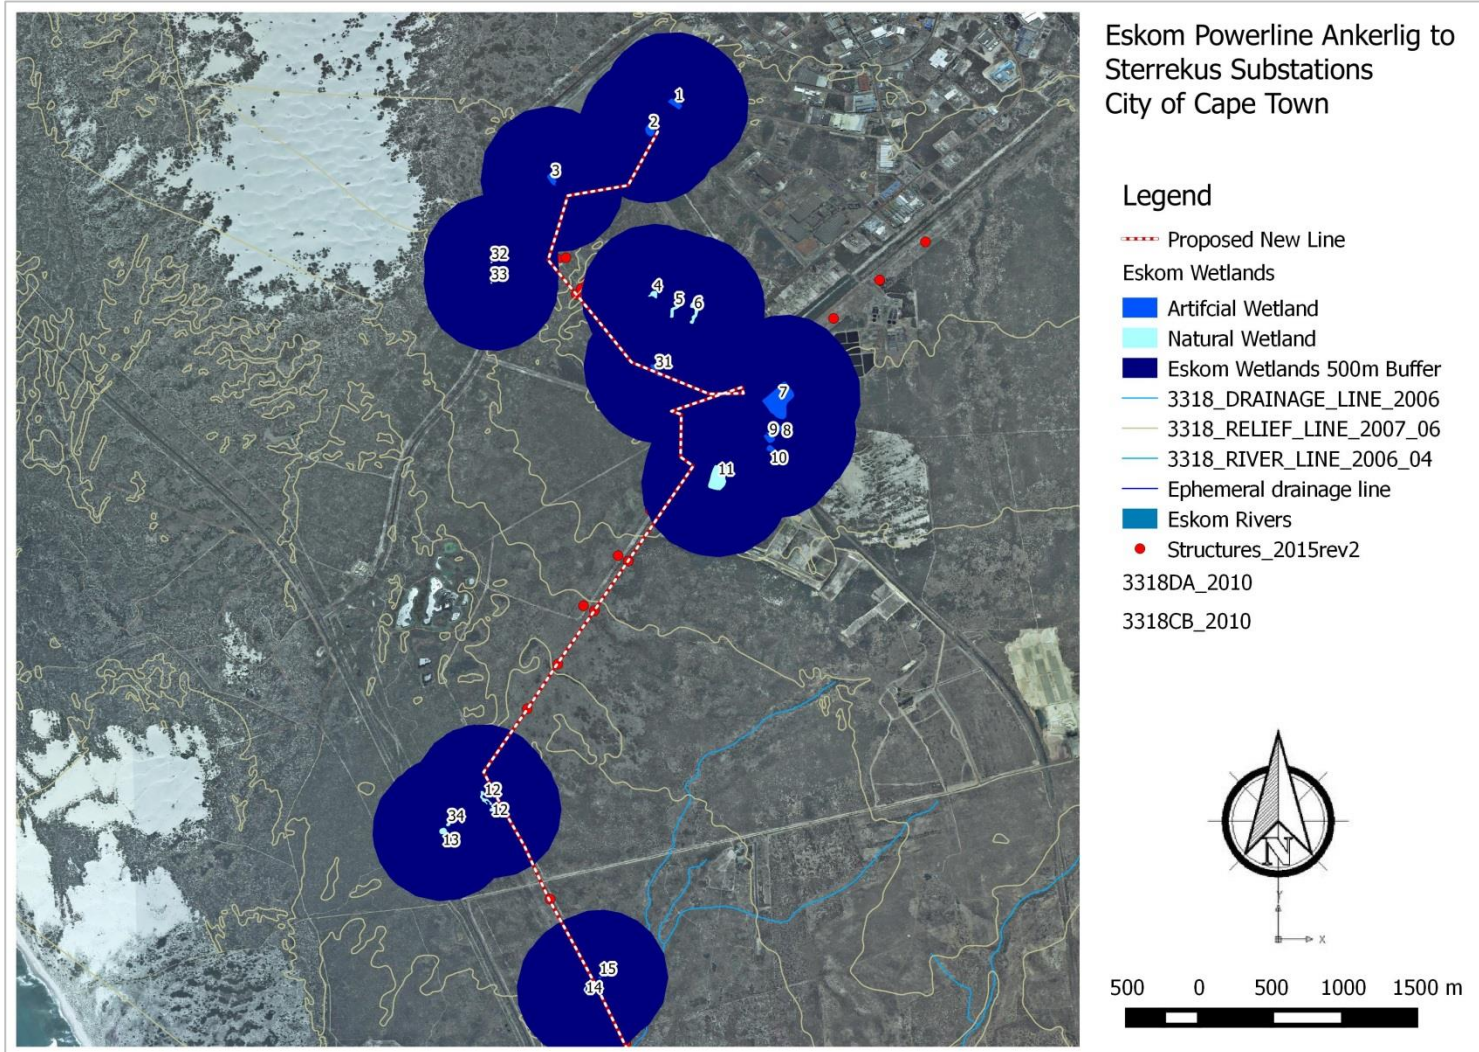 Eskom Powerline Ankerlig to
Sterrekus Substations
City of Cape Town
Legend
Proposed New Line
Eskom Wetlands
Artifcial Wetland
Natural Wetland
Eskom Wetlands 500m Buffer
3318_DRAINAGE_LINE_2006
3318_RELIEF_LINE_2007_06
3318_RIVER_LINE_2006_04
Ephemeral drainage line
Eskom Rivers
Structures_2015rev2
3318DA_2010
3318CB_2010
N
Y
X
500 0 500 1000 1500 m
1
2
3
32
33
4
5
6
31
7
9 8
10
11
12
12
34
13
15
14